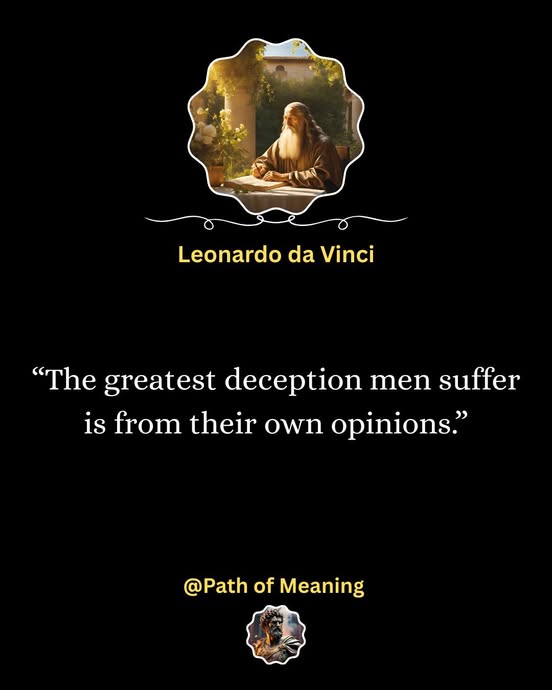 Leonardo da Vinci
“The greatest deception men suffer
is from their own opinions.”
@Path of Meaning